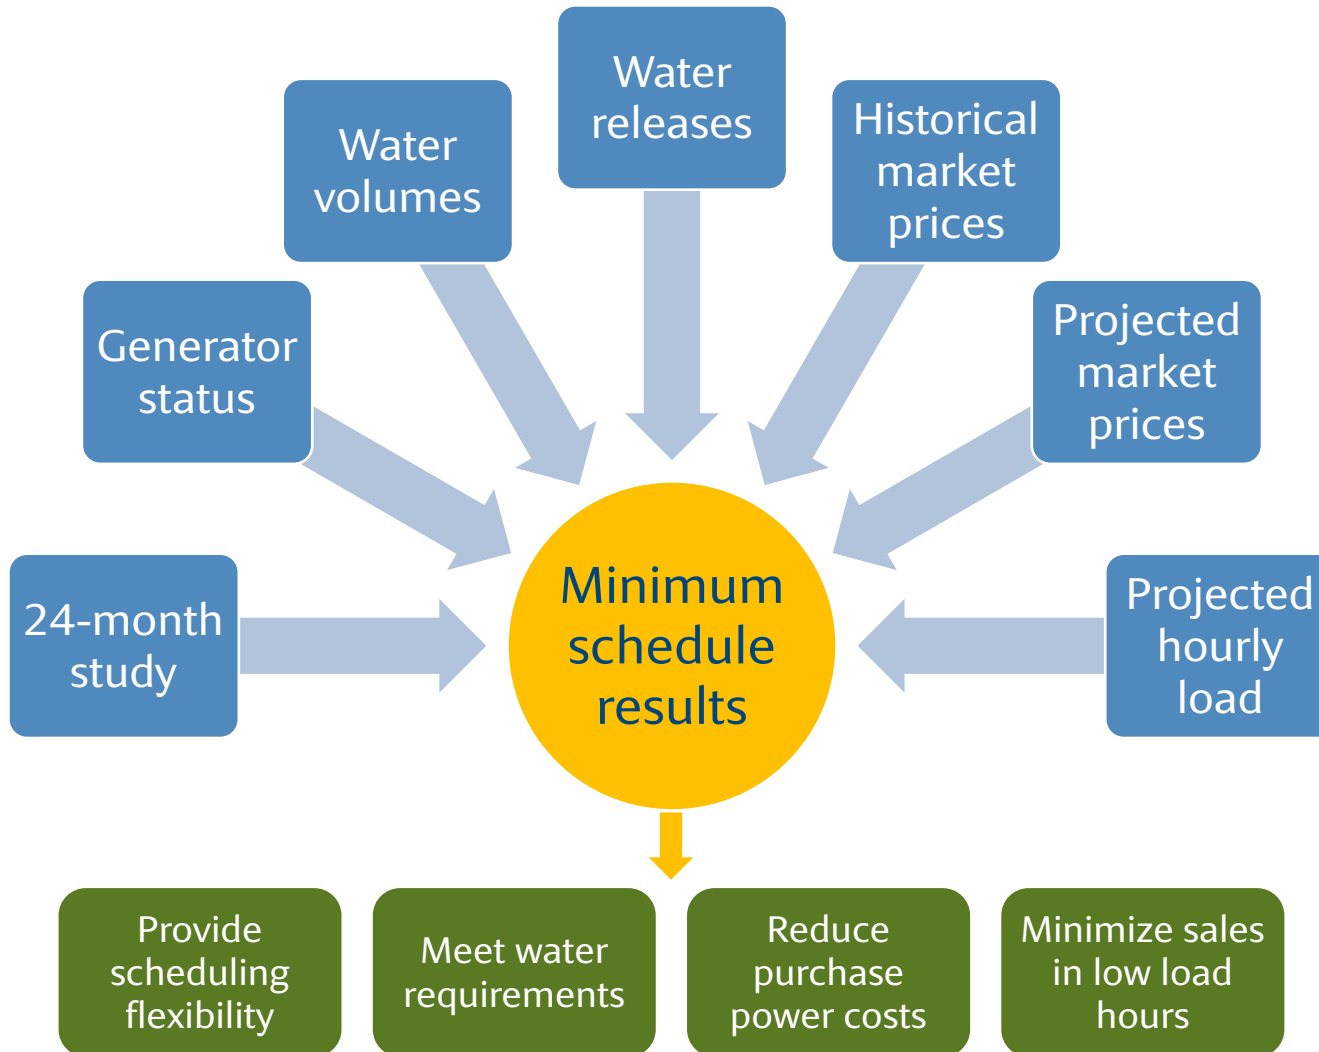 Water
releases
Water
volumes
Historical
market
prices
Generator
status
Projected
market
prices
24-month
study
Minimum
schedule
results
Projected
hourly
load
Provide
scheduling
flexibility
Meet water
requirements
Reduce
purchase
power costs
Minimize sales
in low load
hours